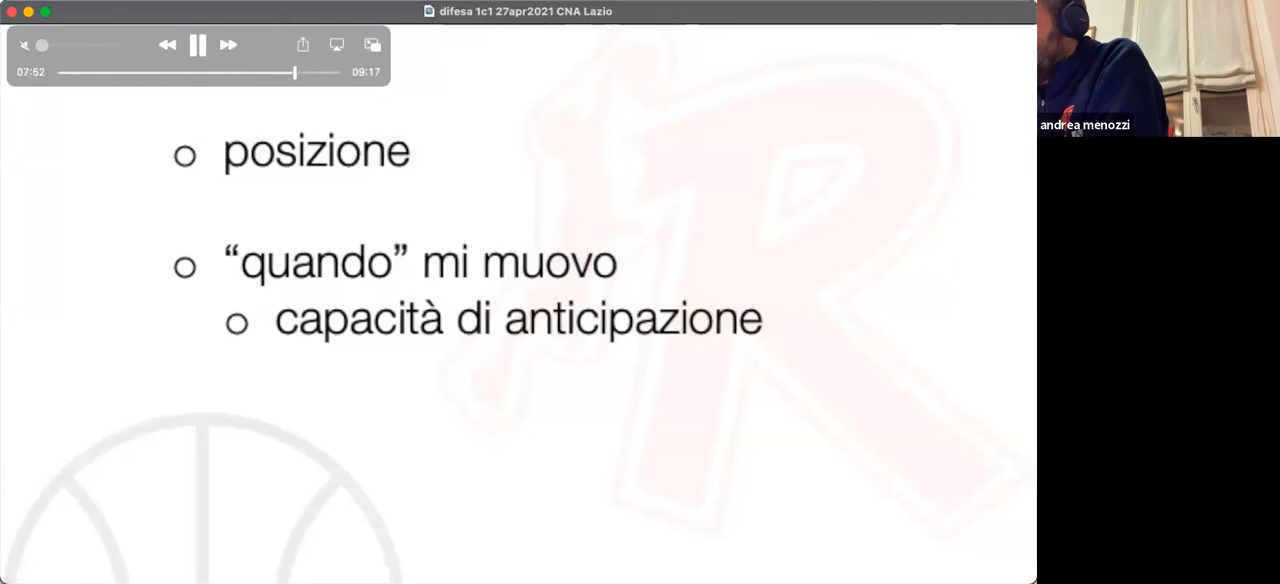 difesa 1c1 27apr2021 CNA Lazio
07:52
09:17
andrea menozzi
posizione
“quando” mi muovo
capacità di anticipazione
R